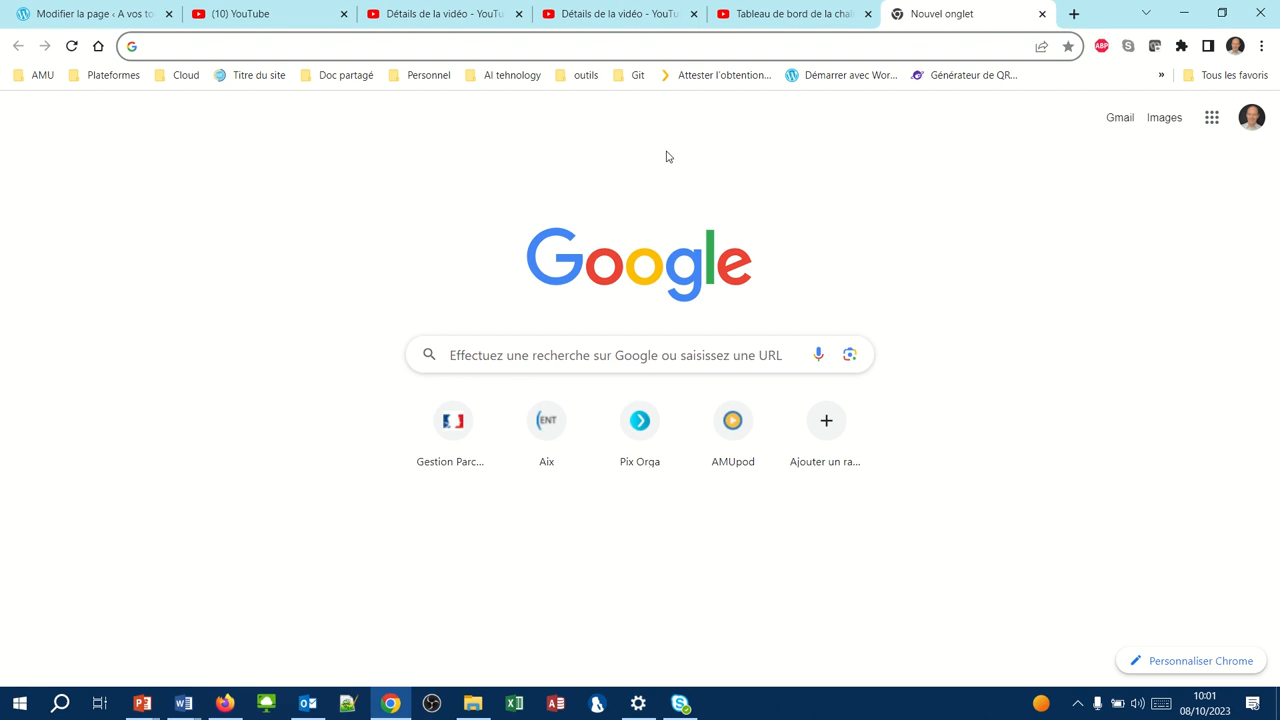 Modifier la page « A vos to
(10) YouTube
Détails de la vidéo - YouTu
Détails de la vidéo - YouTu
Tableau de bord de la chaî
Nouvel onglet
AMU
Plateformes
Cloud
Titre du site
Doc partagé
Personnel
AI tehnology
outils
Git
Attester l'obtention...
Démarrer avec Wor...
Générateur de QR...
»
Tous les favoris
ABP
Gmail
Images
Google
Effectuez une recherche sur Google ou saisissez une URL
ENT
Gestion Parc...
Aix
Pix Orga
AMUpod
Ajouter un ra...
Personnaliser Chrome
10:01
08/10/2023